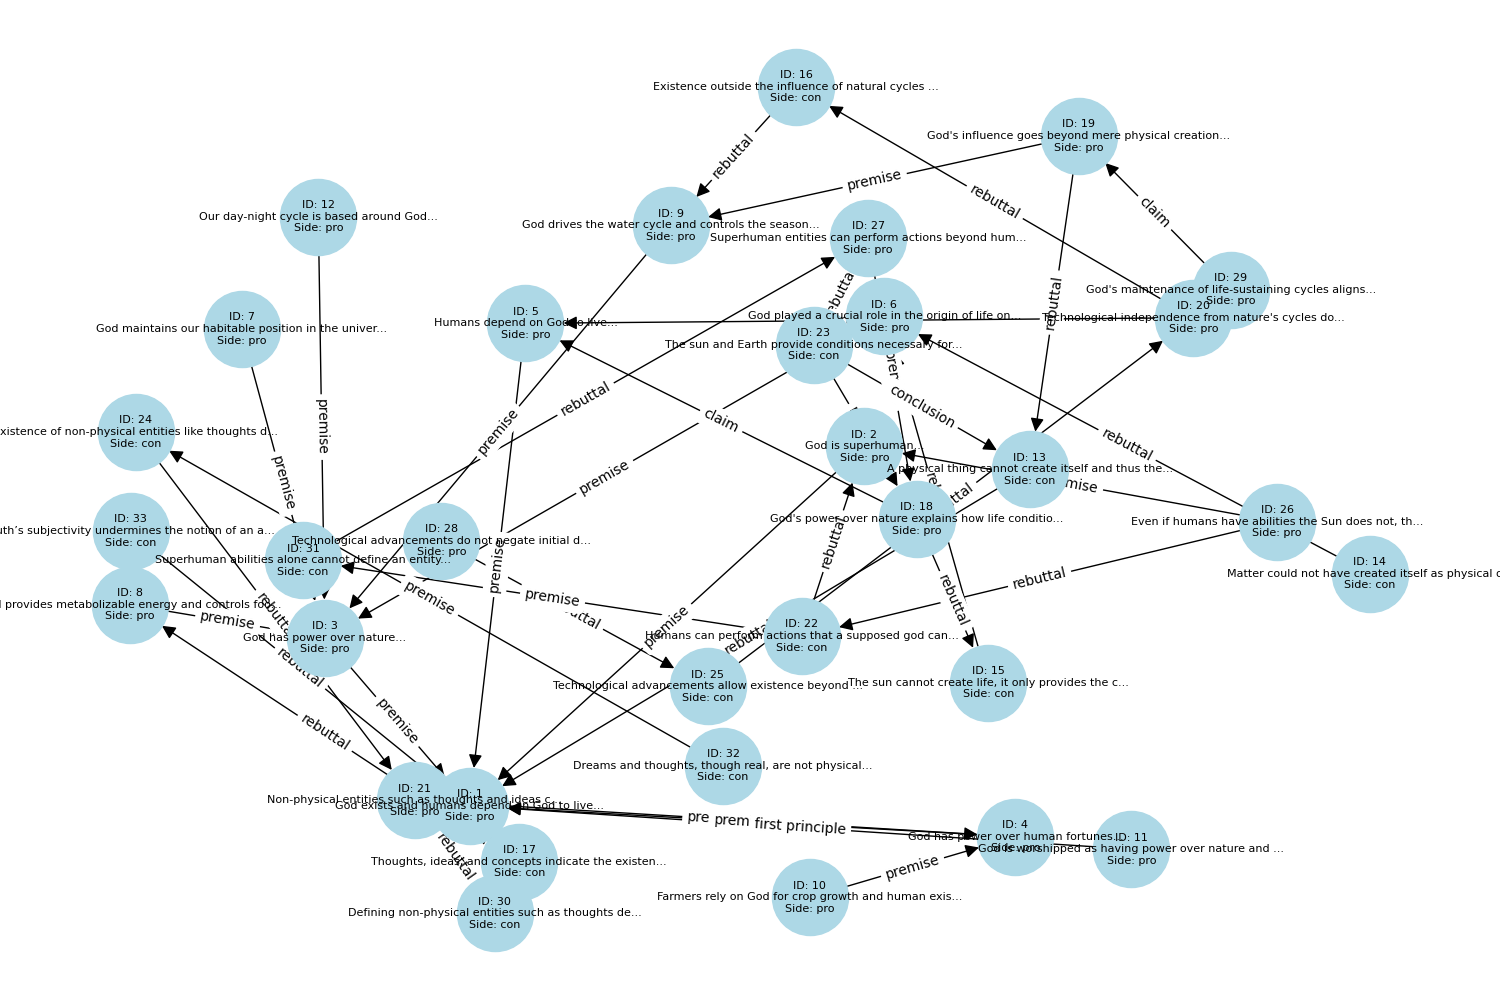 ID: 16
Existence outside the influence of natural cycles ...
Side: con
ID: 19
God's influence goes beyond mere physical creation...
Side: pro
rebuttal
premise
rebuttal
claim
ID: 12
Our day-night cycle is based around God...
Side: pro
ID: 9
God drives the water cycle and controls the season...
Side: pro
ID: 27
Superhuman entities can perform actions beyond hum...
Side: pro
ID: 29
God's maintenance of life-sustaining cycles aligns...
Side: pro
rebuttal
ID: 7
God maintains our habitable position in the univer...
Side: pro
ID: 5
Humans depend on God to live...
Side: pro
ID: 6
God played a crucial role in the origin of life on...
Side: pro
ID: 20
Technological independence from nature's cycles do...
Side: pro
ID: 23
The sun and Earth provide conditions necessary for...
Side: con
rebuttal
conclusion
claim
premise
premise
ID: 24
xistence of non-physical entities like thoughts d...
Side: con
ID: 2
God is superhuman...
Side: pro
rebuttal
ID: 13
A physical thing cannot create itself and thus the...
Side: con
premise
premise
ID: 33
uth's subjectivity undermines the notion of an a...
Side: con
ID: 28
Technological advancements do not negate initial d...
Side: pro
ID: 18
God's power over nature explains how life conditio...
Side: pro
ID: 26
Even if humans have abilities the Sun does not, th...
Side: pro
ID: 31
Superhuman abilities alone cannot define an entity...
Side: con
rebuttal
premise
ID: 14
Matter could not have created itself as physical o
Side: con
rebuttal
ID: 8
provides metabolizable energy and controls foo...
Side: pro
premise
premise
premise
rebuttal
premise
rebuttal
ID: 3
God has power over nature...
Side: pro
ID: 22
Humans can perform actions that a supposed god can...
Side: con
rebuttal
rebuttal
ID: 25
Technological advancements allow existence beyond ...
Side: con
ID: 15
The sun cannot create life, it only provides the c...
Side: con
premise
rebuttal
ID: 32
Dreams and thoughts, though real, are not physical...
Side: con
ID: 21
Non-physical entities such as thoughts and ideas c...
Side: pro
ID: 1
God exists and humans depend on God to live...
Side: pro
prem
first principle
ID: 4
God has power over human fortunes...
Side: pro
ID: 11
God is worshipped as having power over nature and ...
Side: pro
rebuttal
ID: 17
Thoughts, ideas, and concepts indicate the existen...
Side: con
premise
ID: 10
Farmers rely on God for crop growth and human exis...
Side: pro
ID: 30
Defining non-physical entities such as thoughts de...
Side: con